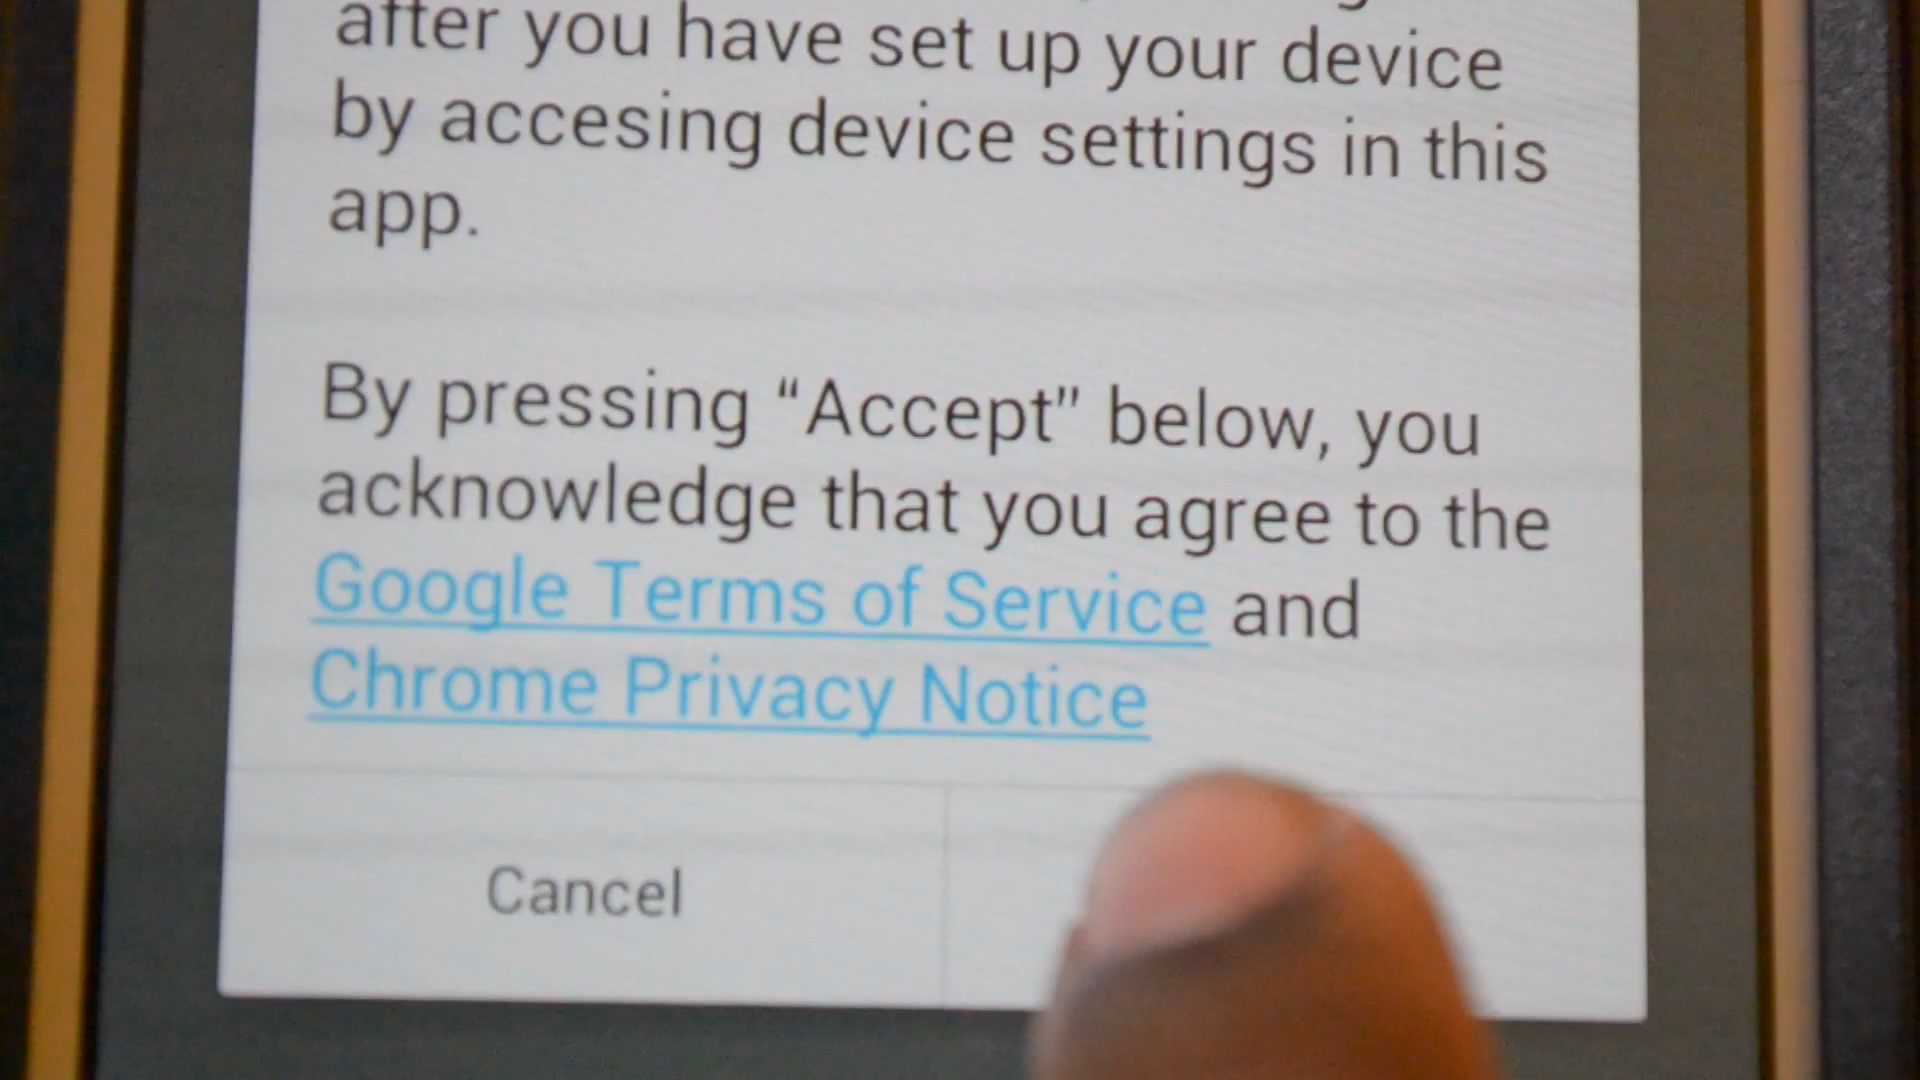 after you have set up your device
by accesing device settings in this
app.
By pressing “Accept” below, you
acknowledge that you agree to the
Google Terms of Service and
Chrome Privacy Notice
Cancel